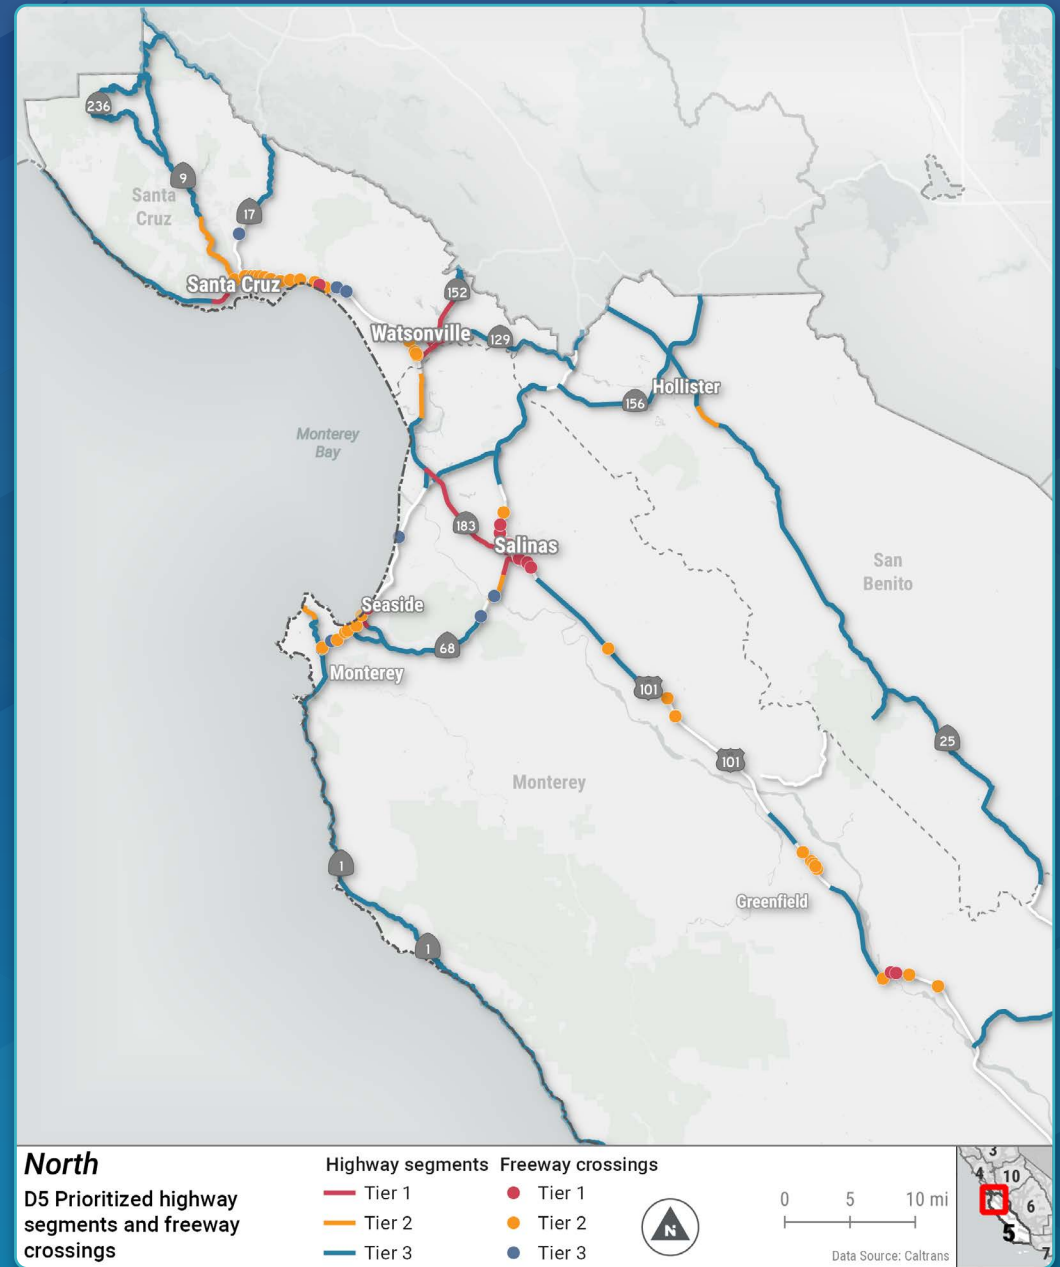 236
9
Santa
Cruz
17
Santa Cruz
152
Watsonville
129
Hollister
156
Monterey
Bay
183
Salinas
San
Benito
Seaside
68
Monterey
101
25
101
Monterey
1
Greenfield
1
North
D5 Prioritized highway
segments and freeway
crossings
Highway segments
Tier 1
Tier 2
Tier 3
Freeway crossings
Tier 1
Tier 2
Tier 3
N
0 5 10 mi
Data Source: Caltrans
3
4 10
6
5
7